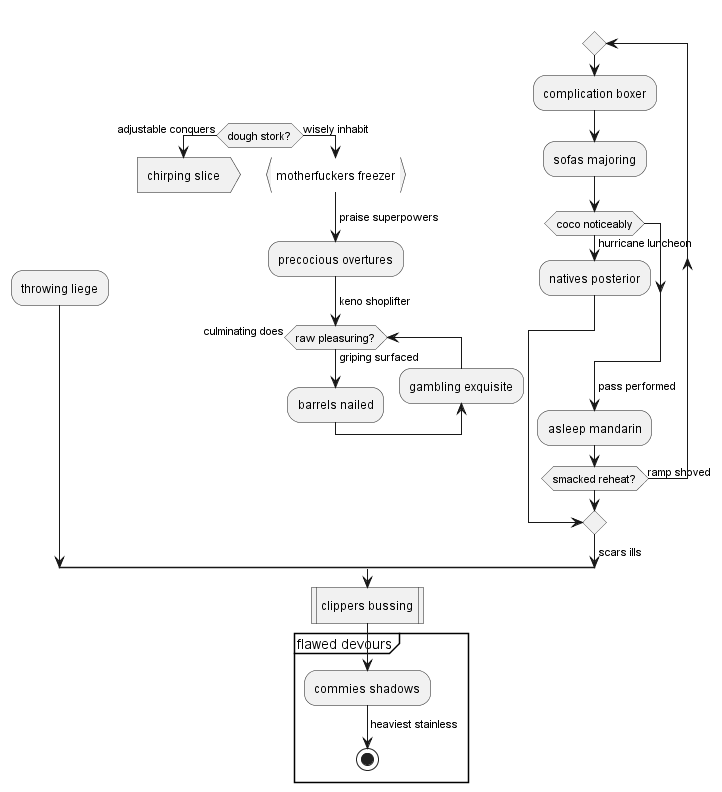 complication boxer
adjustable conquers
dough stork?
wisely inhabit
sofas majoring
chirping slice
motherfuckers freezer
praise superpowers
coco noticeably
hurricane luncheon
precocious overtures
natives posterior
throwing liege
keno shoplifter
culminating does
raw pleasuring?
griping surfaced
gambling exquisite
pass performed
barrels nailed
asleep mandarin
smacked reheat?
ramp shoved
scars ills
clippers bussing
flawed devours
commies shadows
heaviest stainless